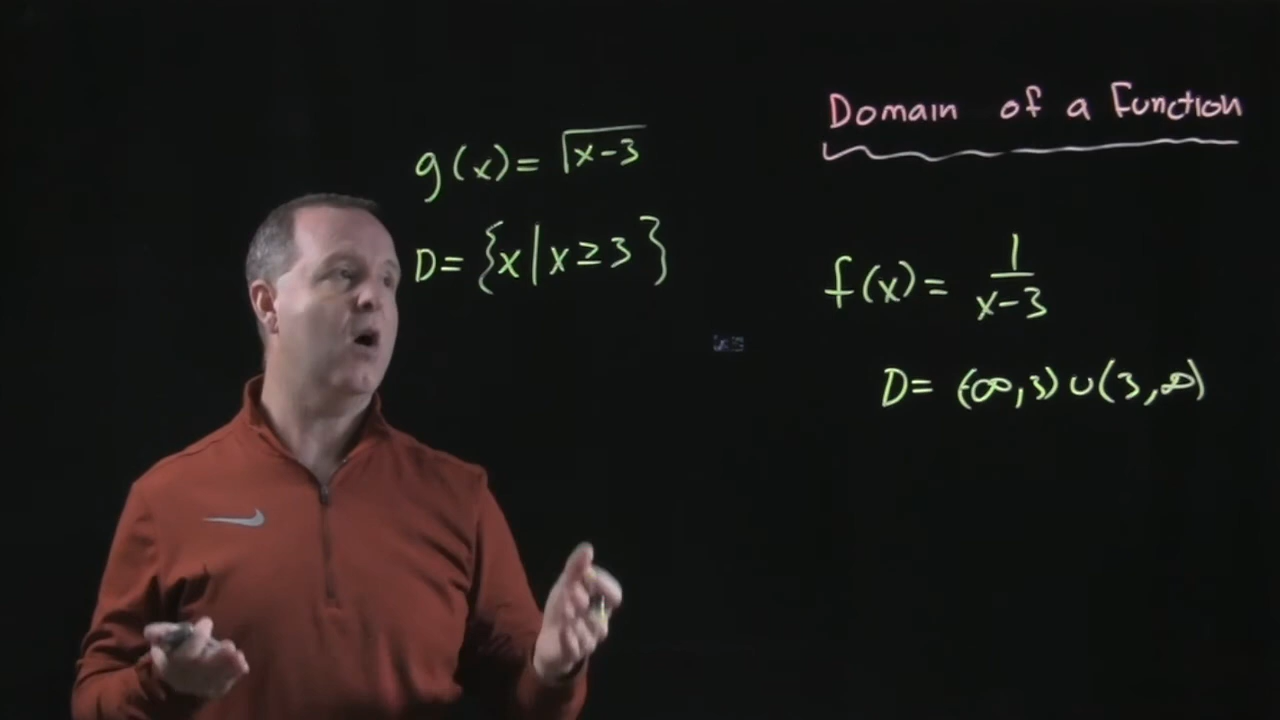 Domain of a Function
g(x) = √x-3
D = {x | x ≥ 3}
f(x) = 1/x-3
D = (-∞, 3) ∪ (3, ∞)